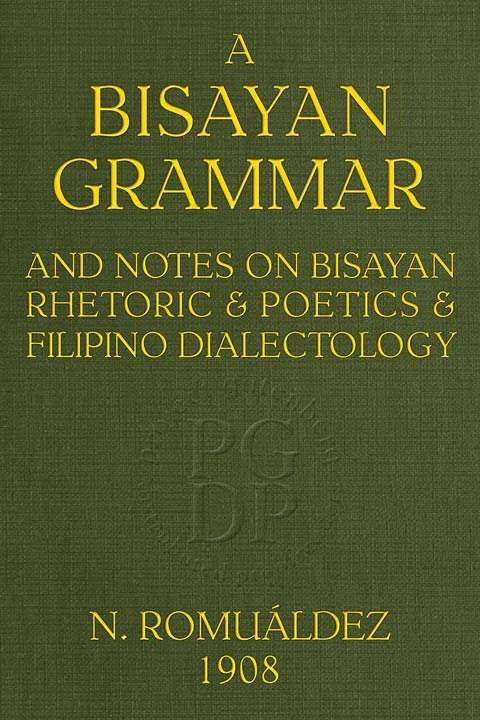 A
BISAYAN
GRAMMAR
AND NOTES ON BISAYAN
RHETORIC & POETICS &
FILIPINO DIALECTOLOGY
PG
DP
N. ROMUÁLDEZ
1908